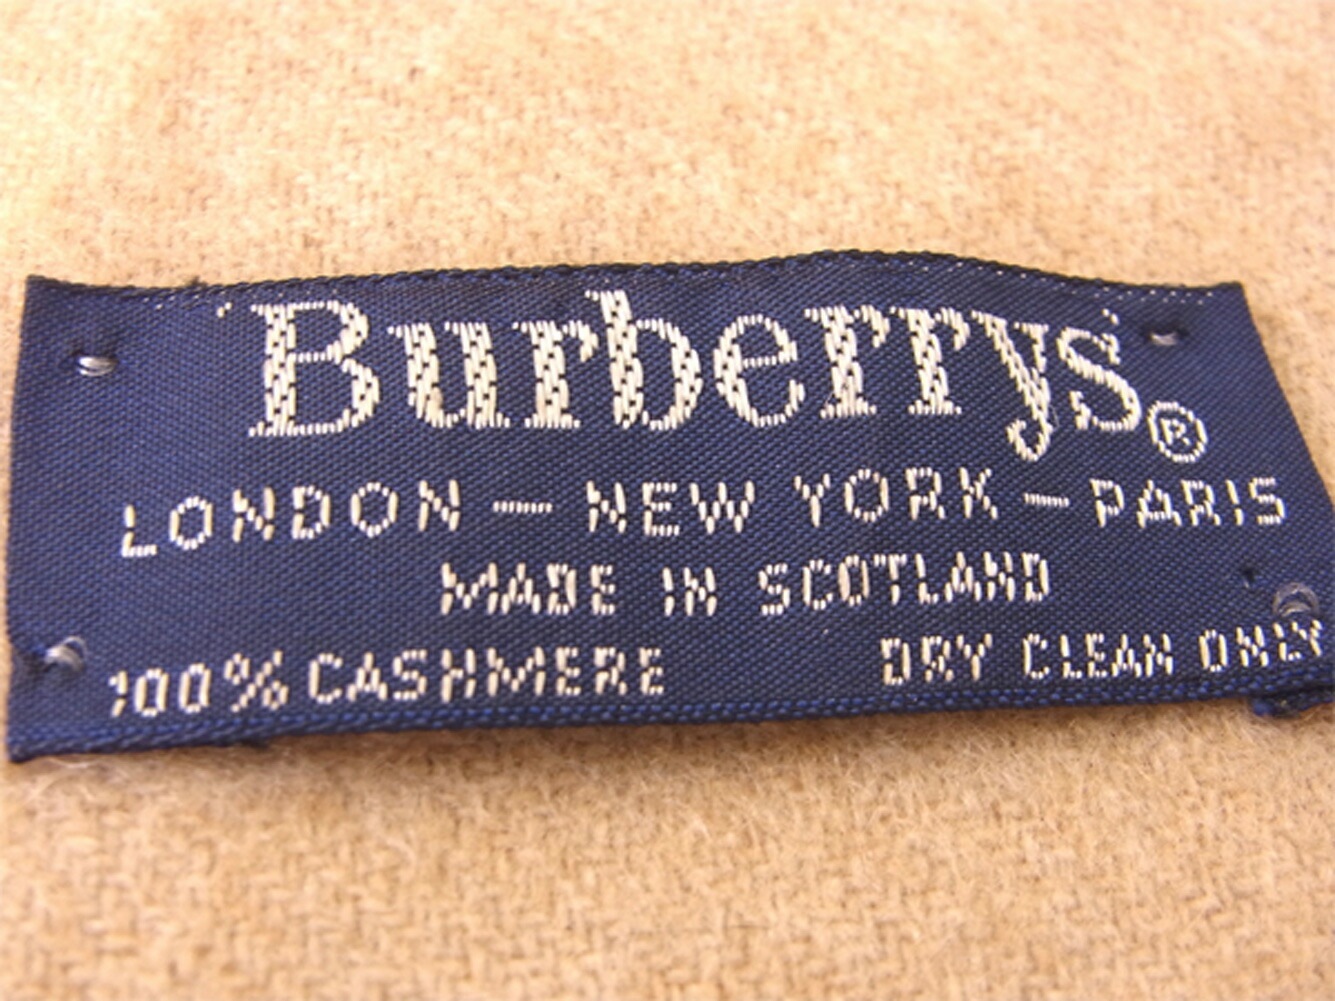 Burberrys®
LONDON — NEW YORK — PARIS
MADE IN SCOTLAND
100% CASHMERE DRY CLEAN ONLY